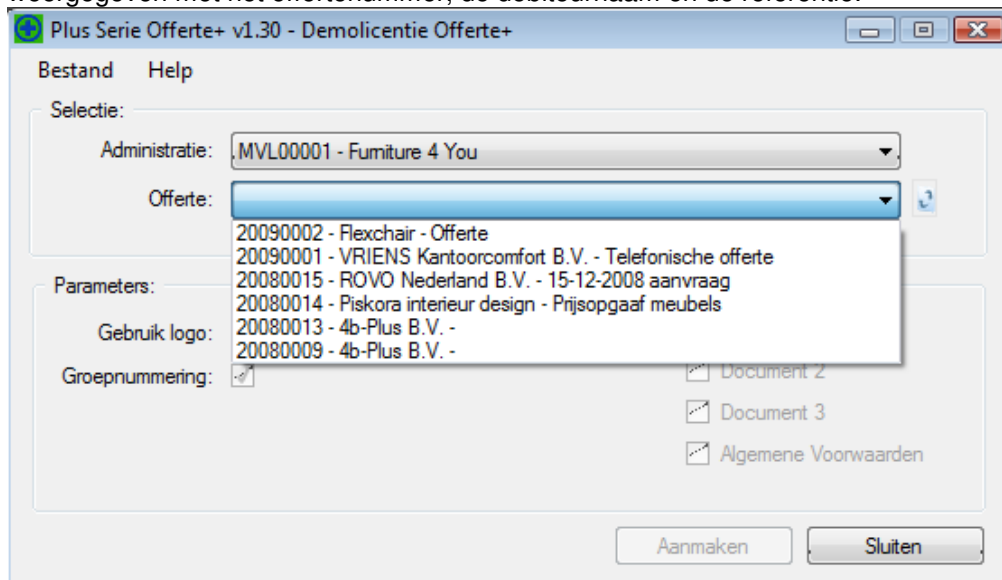 weergegeven met het offertenummer, de debiteurnaam en de referentie.
Plus Serie Offerte+ v1.30 - Demolicentie Offerte+
Bestand Help
Selectie:
Administratie: MVL00001 - Furniture 4 You
Offerte:
20090002 - Flexchair - Offerte
20090001 - VRIENS Kantoorcomfort B.V. - Telefonische offerte
20080015 - ROVO Nederland B.V. - 15-12-2008 aanvraag
20080014 - Piskora interieur design - Prijsopgaaf meubels
20080013 - 4b-Plus B.V. -
20080009 - 4b-Plus B.V. -
Parameters:
Gebruik logo:
Groepnummering:
Document 2
Document 3
Algemene Voorwaarden
Aanmaken Sluiten